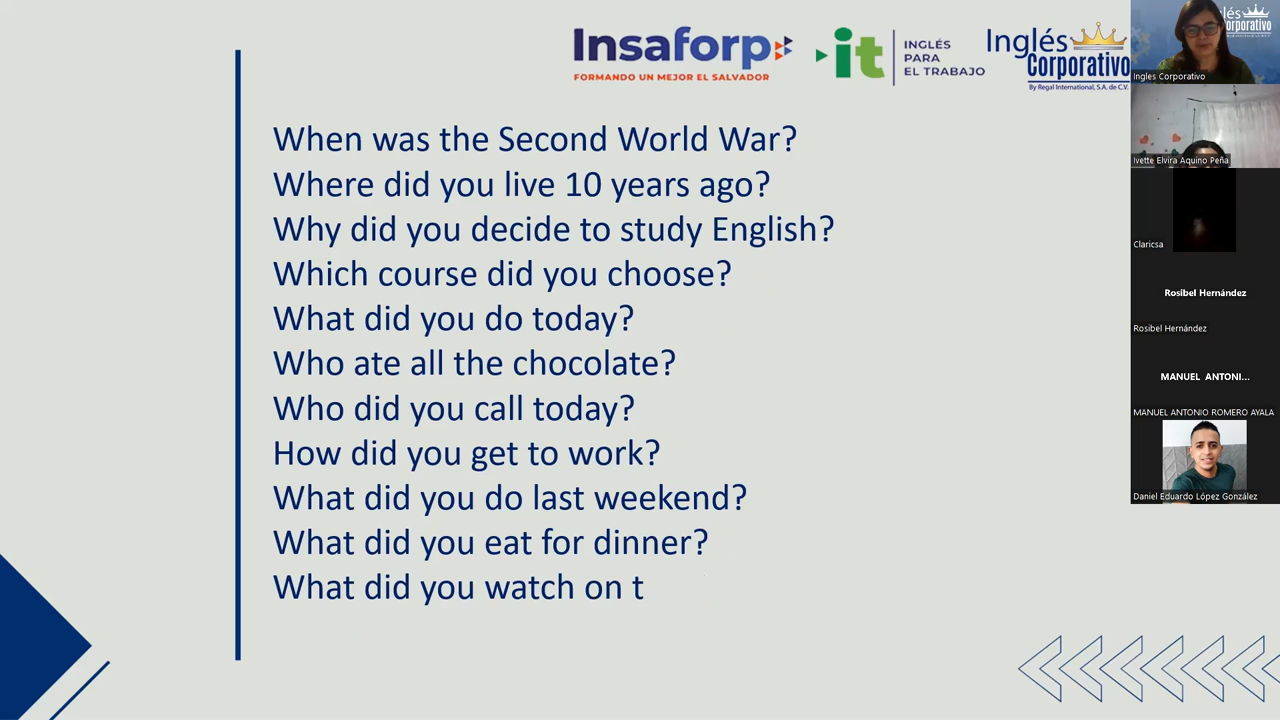 Insaforp
FORMANDO UN MEJOR EL SALVADOR
it
INGLÉS
PARA
EL TRABAJO
Inglés
Corporativo
By Regal International, S.A. de C.V.
When was the Second World War?
Where did you live 10 years ago?
Why did you decide to study English?
Which course did you choose?
What did you do today?
Who ate all the chocolate?
Who did you call today?
How did you get to work?
What did you do last weekend?
What did you eat for dinner?
What did you watch on t
Ingles Corporativo
Ivette Elvira Aquino Peña
Claricsa
Rosibel Hernández
Rosibel Hernández
MANUEL ANTONI...
MANUEL ANTONIO ROMERO AYALA
Daniel Eduardo López González